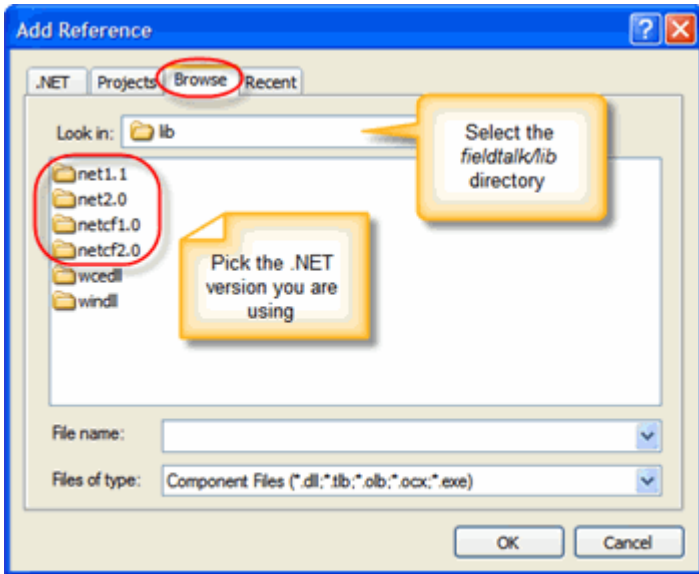 Add Reference
.NET Projects Browse Recent
Look in: lib
Select the
fieldtalk/lib
directory
net1.1
net2.0
netcf1.0
netcf2.0
wcedll
windll
Pick the .NET
version you are
using
File name:
Files of type: Component Files (*.dll;*.tlb;*.olb;*.ocx;*.exe)
OK Cancel